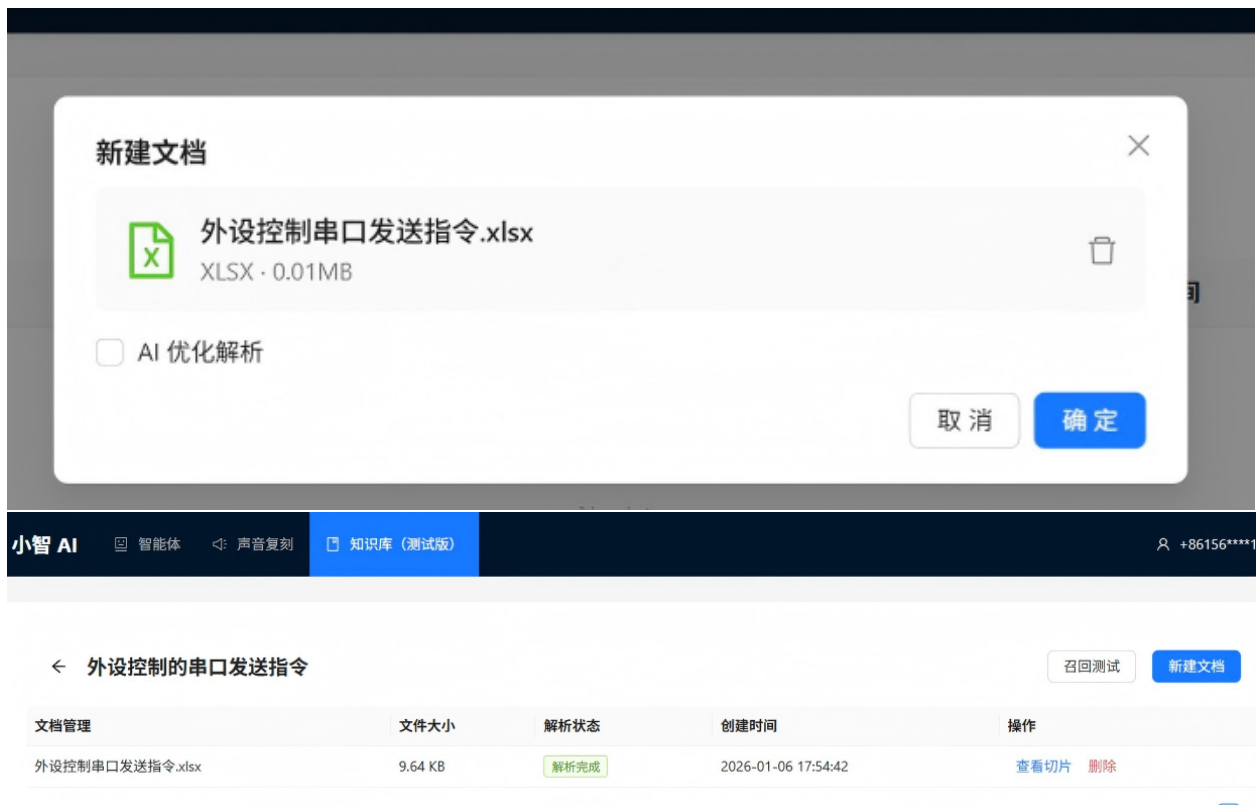 新建文档
外设控制串口发送指令.xlsx
XLSX · 0.01MB
间
AI 优化解析
取 消
确 定
小智 AI 智能体 声音复刻 知识库（测试版） +86156****1
外设控制的串口发送指令 召回测试 新建文档
文档管理 文件大小 解析状态 创建时间 操作
外设控制串口发送指令.xlsx 9.64 KB 解析完成 2026-01-06 17:54:42 查看切片 删除